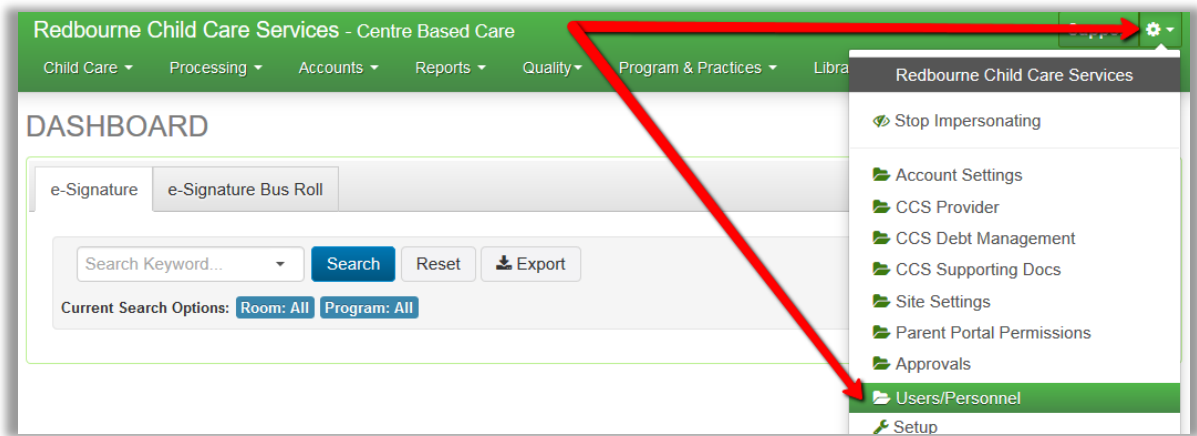 Redbourne Child Care Services - Centre Based Care
Child Care Processing Accounts Reports Quality Program & Practices
Redbourne Child Care Services
DASHBOARD
Stop Impersonating
e-Signature e-Signature Bus Roll
Account Settings
CCS Provider
CCS Debt Management
CCS Supporting Docs
Site Settings
Parent Portal Permissions
Approvals
Users/Personnel
Setup
Search Keyword... Search Reset Export
Current Search Options: Room: All Program: All